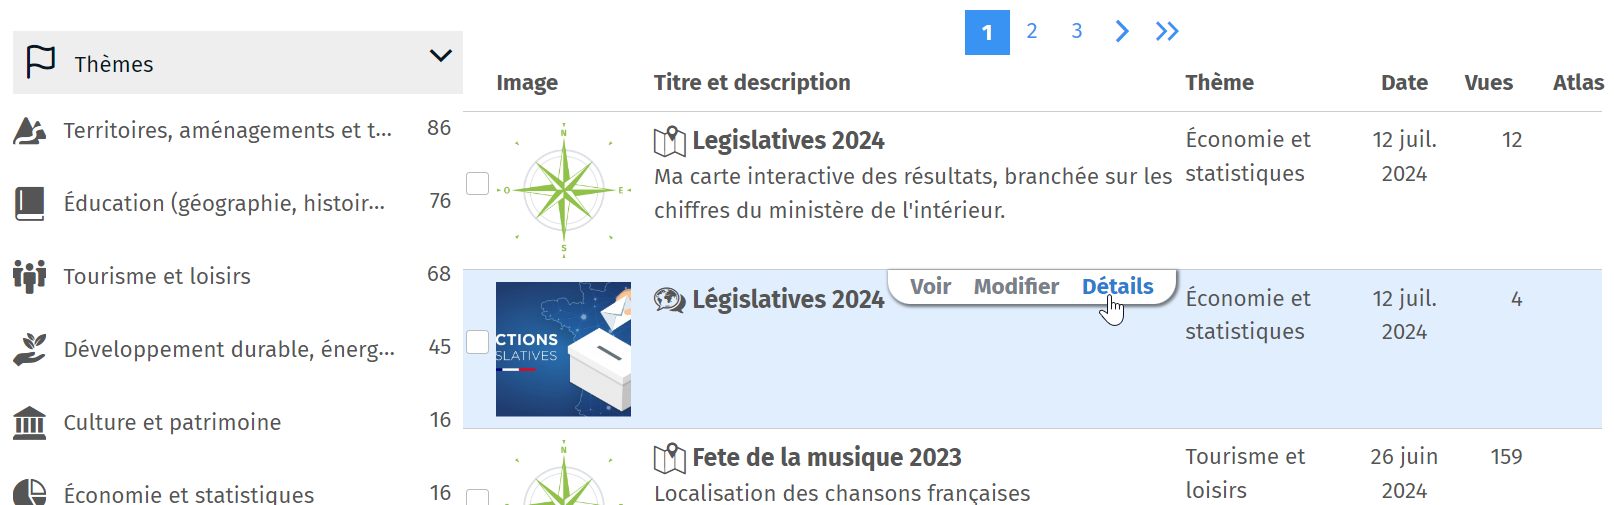 1 2 3
Thèmes
Territoires, aménagements et t... 86
Éducation (géographie, histoir... 76
Tourisme et loisirs 68
Développement durable, énerg... 45
Culture et patrimoine 16
Économie et statistiques 16
Image Titre et description Thème Date Vues Atlas
N
O E
S
Legislatives 2024
Ma carte interactive des résultats, branchée sur les
chiffres du ministère de l'intérieur.
Économie et
statistiques
12 juil.
2024
12
CTIONS
SLATIVES
Législatives 2024
Voir Modifier Détails
Économie et
statistiques
12 juil.
2024
4
N
Fete de la musique 2023
Localisation des chansons françaises
Tourisme et
loisirs
26 juin
2024
159